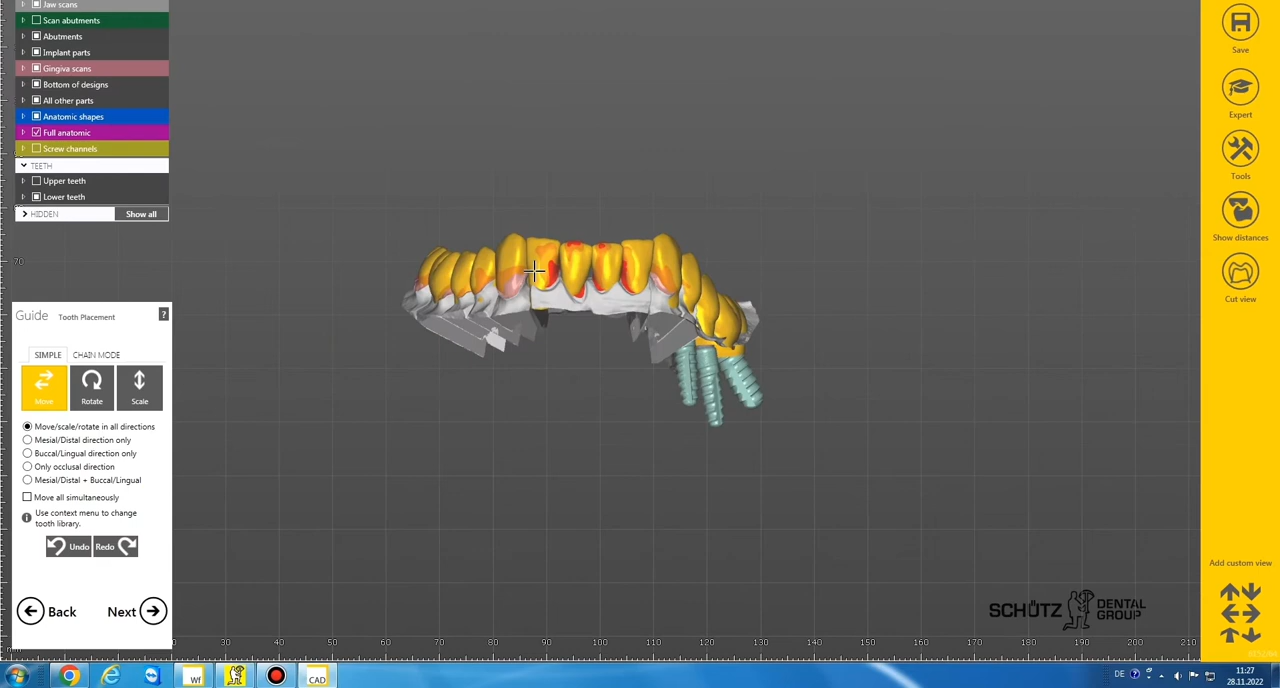 Jaw scans
Scan abutments
Abutments
Implant parts
Gingiva scans
Bottom of designs
All other parts
Anatomic shapes
Full anatomic
Screw channels
TEETH
Upper teeth
Lower teeth
HIDDEN Show all
70
Guide Tooth Placement ?
SIMPLE CHAIN MODE
Move Rotate Scale
Move/scale/rotate in all directions
Mesial/Distal direction only
Buccal/Lingual direction only
Only occlusal direction
Mesial/Distal + Buccal/Lingual
Move all simultaneously
Use context menu to change
tooth library.
Undo Redo
Back Next
Save
Expert
Tools
Show distances
Cut view
Add custom view
SCHÜTZ DENTAL
GROUP
30 40 50 60 70 80 90 100 110 120 130 140 150 160 170 180 190 200 210
wf CAD
DE 11:27
28.11.2022